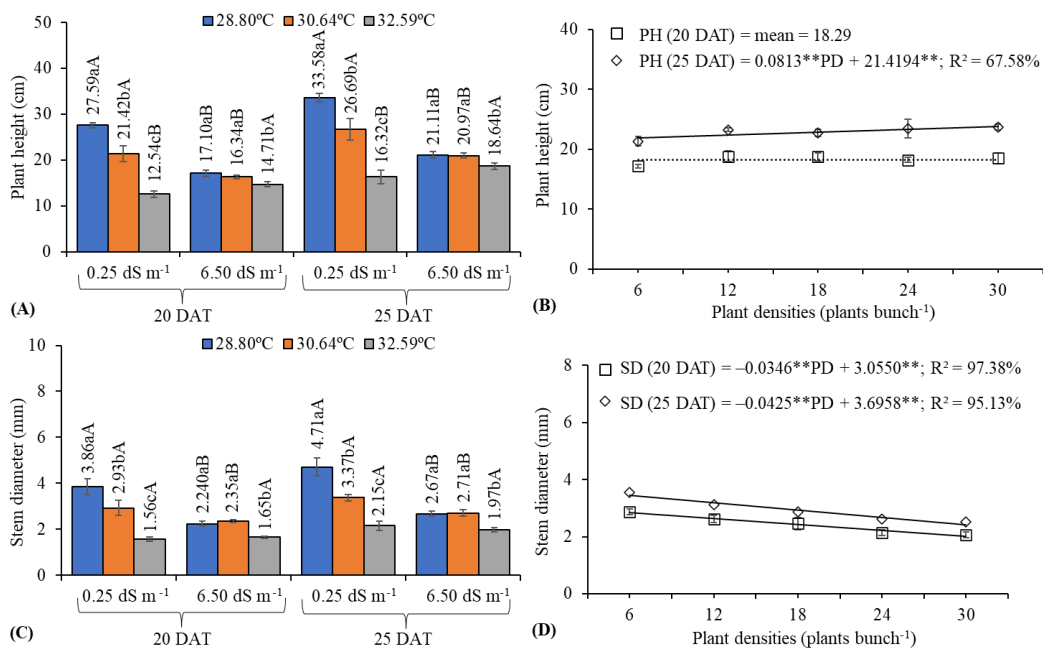 28.80ºC 30.64ºC 32.59ºC
Plant height (cm)
50
40
30
20
10
0
27.59aA
21.42bA
12.54cB
17.10aB
16.34aB
14.71bA
33.58aA
26.69bA
16.32cB
21.11aB
20.97aB
18.64bA
0.25 dS m⁻¹ 6.50 dS m⁻¹ 0.25 dS m⁻¹ 6.50 dS m⁻¹
20 DAT 25 DAT
(A)
PH (20 DAT) = mean = 18.29
PH (25 DAT) = 0.0813**PD + 21.4194**; R² = 67.58%
Plant height (cm)
40
30
20
10
0
6 12 18 24 30
Plant densities (plants bunch⁻¹)
(B)
28.80ºC 30.64ºC 32.59ºC
Stem diameter (mm)
10
8
6
4
2
0
3.86aA
2.93bA
1.56cA
2.240aB
2.35aB
1.65bA
4.71aA
3.37bA
2.15cA
2.67aB
2.71aB
1.97bA
0.25 dS m⁻¹ 6.50 dS m⁻¹ 0.25 dS m⁻¹ 6.50 dS m⁻¹
20 DAT 25 DAT
(C)
SD (20 DAT) = –0.0346**PD + 3.0550**; R² = 97.38%
SD (25 DAT) = –0.0425**PD + 3.6958**; R² = 95.13%
Stem diameter (mm)
8
6
4
2
0
6 12 18 24 30
Plant densities (plants bunch⁻¹)
(D)